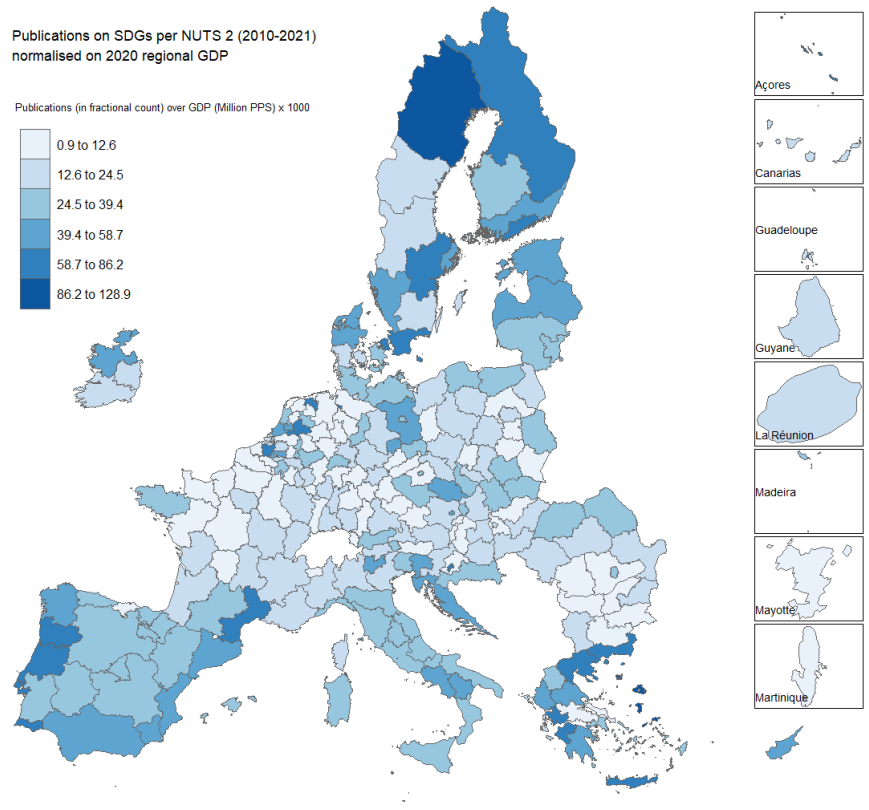 Publications on SDGs per NUTS 2 (2010-2021)
normalised on 2020 regional GDP
Publications (in fractional count) over GDP (Million PPS) x 1000
0.9 to 12.6
12.6 to 24.5
24.5 to 39.4
39.4 to 58.7
58.7 to 86.2
86.2 to 128.9
Açores
Canarias
Guadeloupe
Guyane
La Réunion
Madeira
Mayotte
Martinique